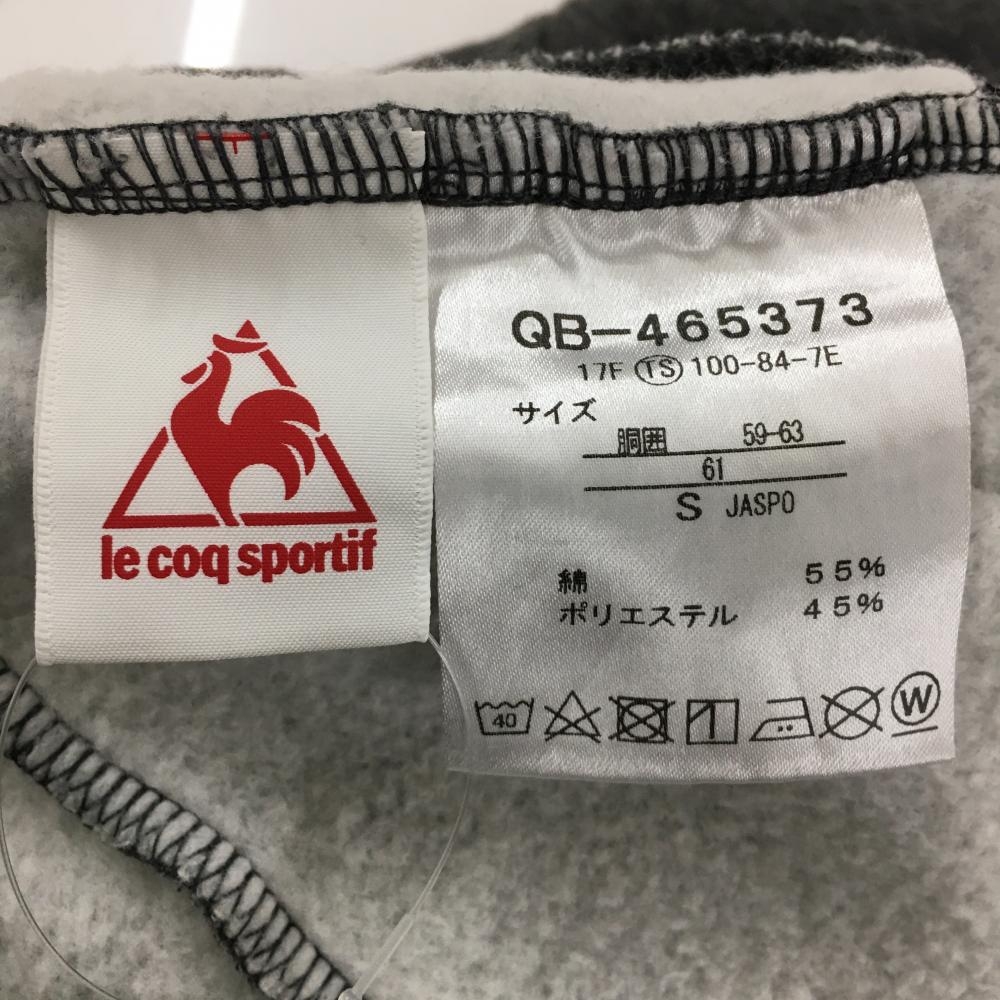 le coq sportif
QB-465373
17F TS 100-84-7E
サイズ
胴囲 59-63
61
S JASPO
綿 55%
ポリエステル 45%
40
W